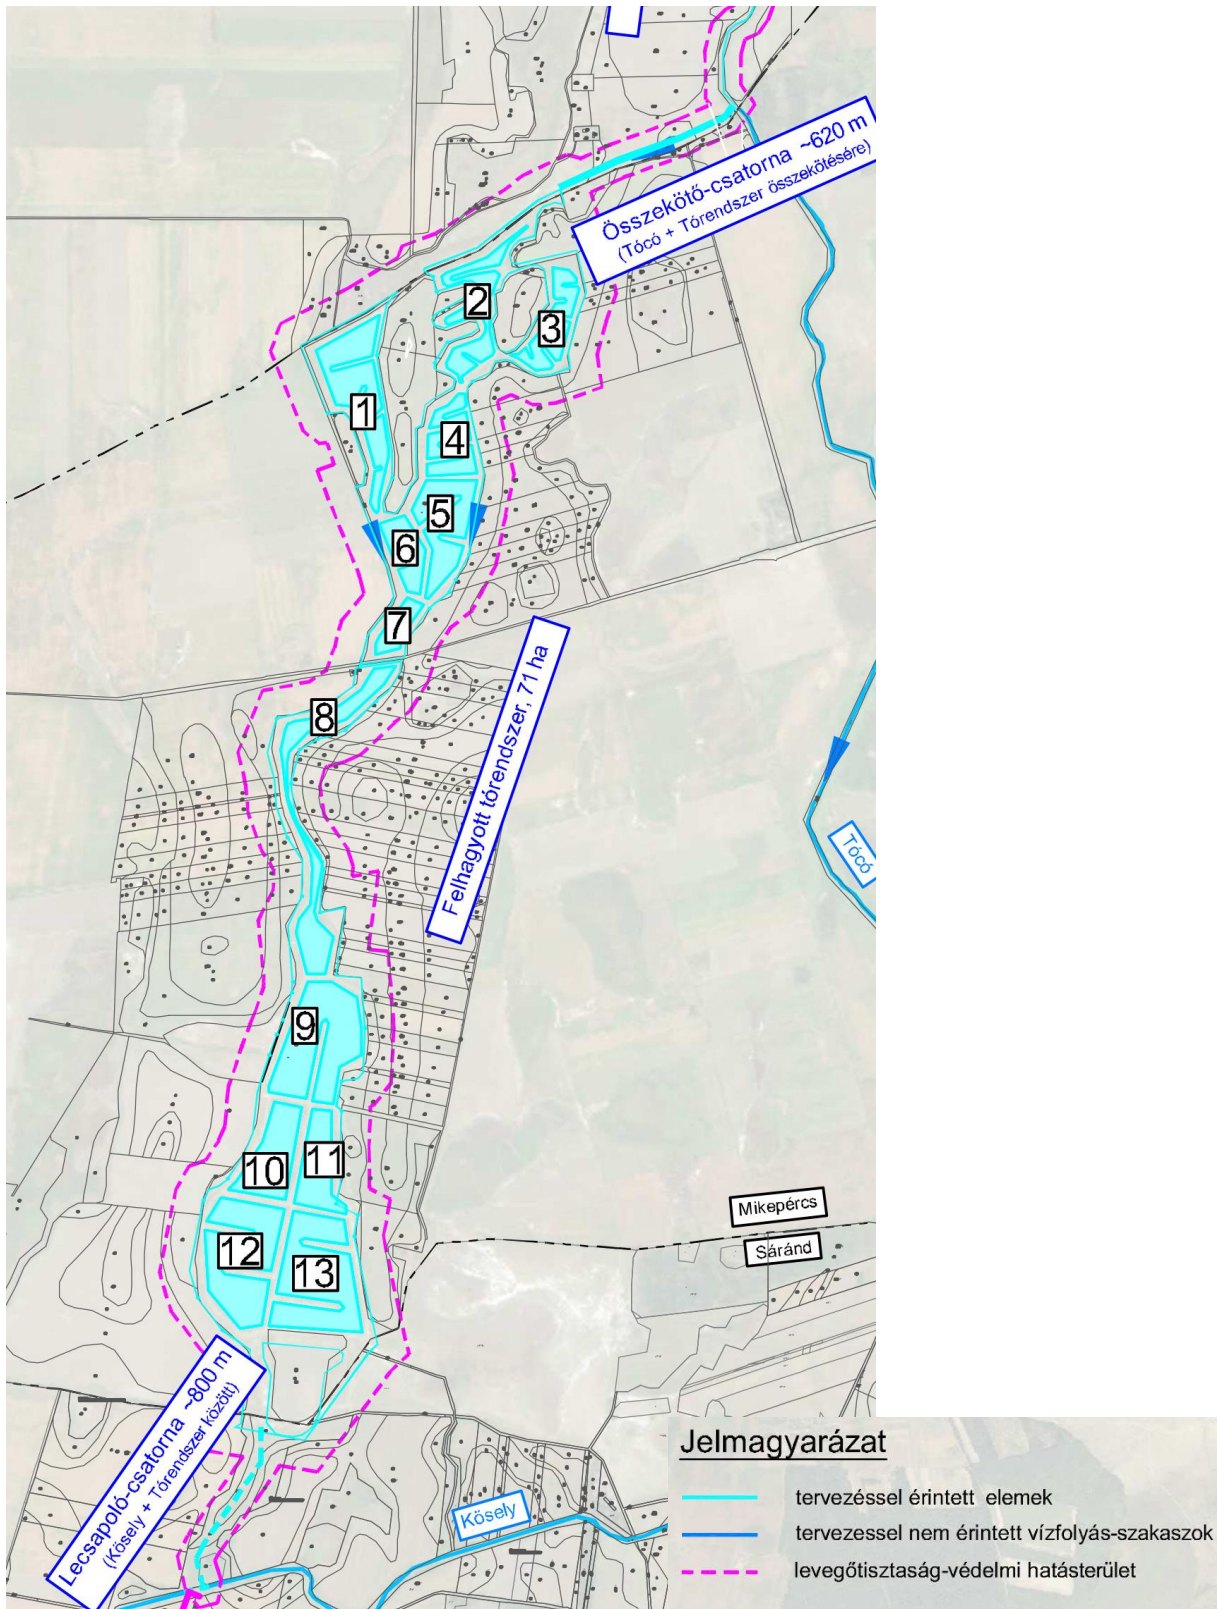 Összekötő-csatorna ~620 m
(Tócó + Tórendszer összekötésére)
2
3
1
4
5
6
7
8
Felhagyott tórendszer, 71 ha
Tócó
9
10
11
12
13
Mikepércs
Sáránd
Lecsapoló-csatorna ~800 m
(Kösely + Tórendszer között)
Kösely
Jelmagyarázat
tervezéssel érintett elemek
tervezessel nem érintett vízfolyás-szakaszok
levegőtisztaság-védelmi hatásterület